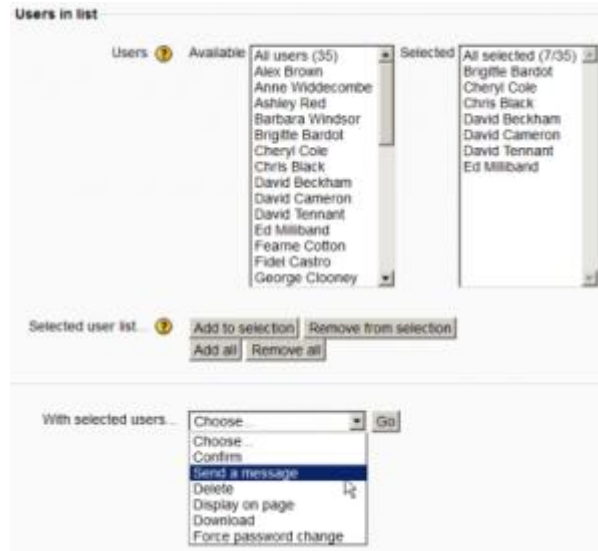 Users in list
Users
Available
All users (35)
Alex Brown
Anne Widdecombe
Ashley Red
Barbara Windsor
Brigitte Bardot
Cheryl Cole
Chris Black
David Beckham
David Cameron
David Tennant
Ed Milliband
Fearne Cotton
Fidel Castro
George Clooney
Selected
All selected (7/35)
Brigitte Bardot
Cheryl Cole
Chris Black
David Beckham
David Cameron
David Tennant
Ed Milliband
Selected user list...
Add to selection Remove from selection
Add all Remove all
With selected users...
Choose... Go
Choose...
Confirm
Send a message
Delete
Display on page
Download
Force password change